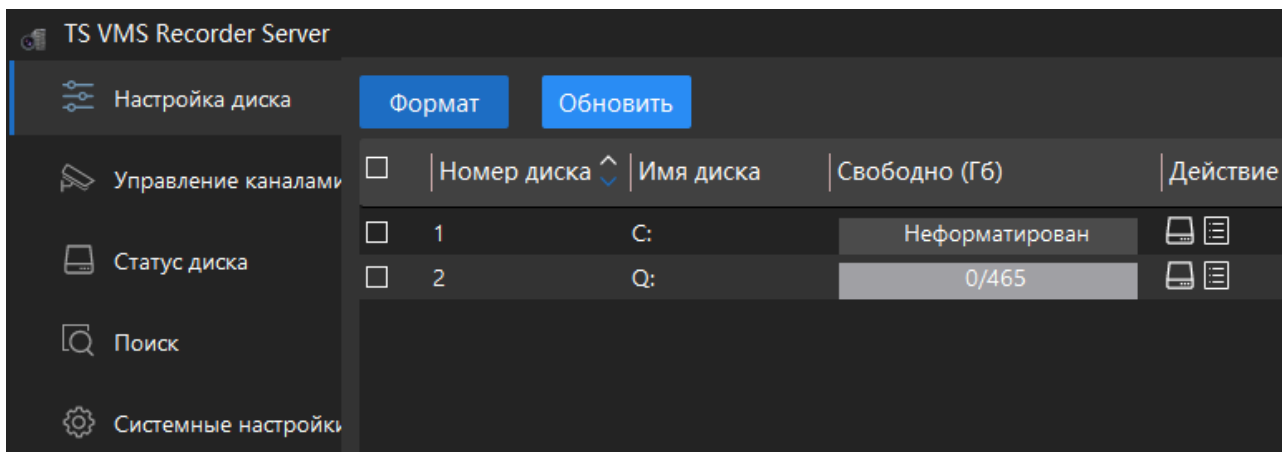 TS VMS Recorder Server
Настройка диска
Управление каналами
Статус диска
Поиск
Системные настройки
Формат Обновить
Номер диска Имя диска Свободно (Гб) Действие
1 C: Неформатирован
2 Q: 0/465